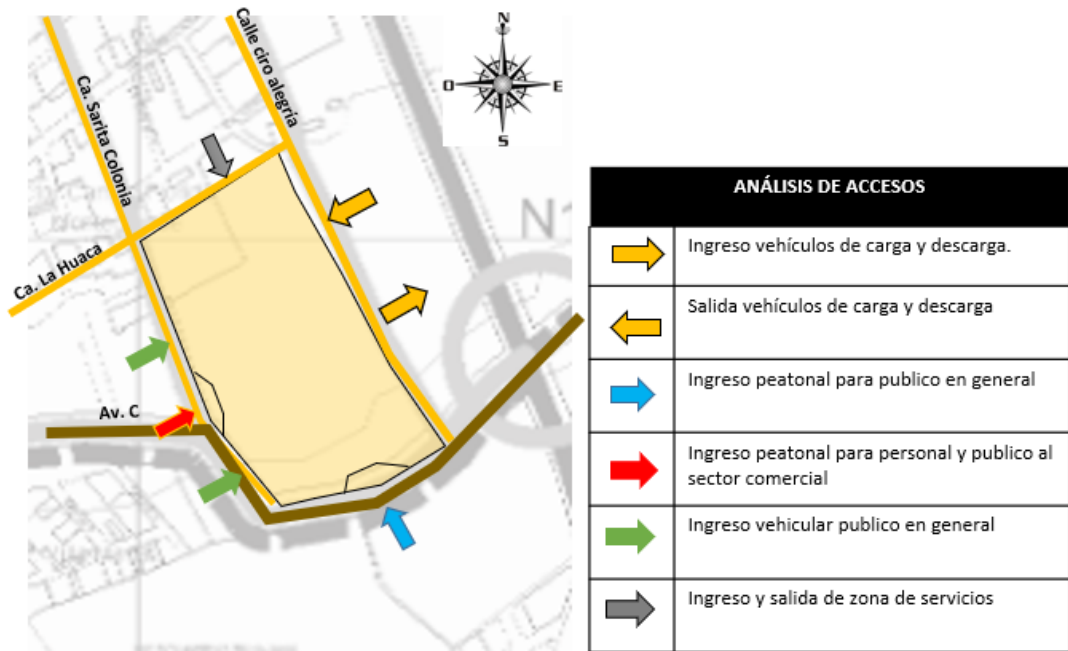 Calle ciro alegría
N
O
E
S
Ca. Sarita Colonia
Ca. La Huaca
Av. C
N
ANÁLISIS DE ACCESOS
Ingreso vehículos de carga y descarga.
Salida vehículos de carga y descarga
Ingreso peatonal para publico en general
Ingreso peatonal para personal y publico al
sector comercial
Ingreso vehicular publico en general
Ingreso y salida de zona de servicios